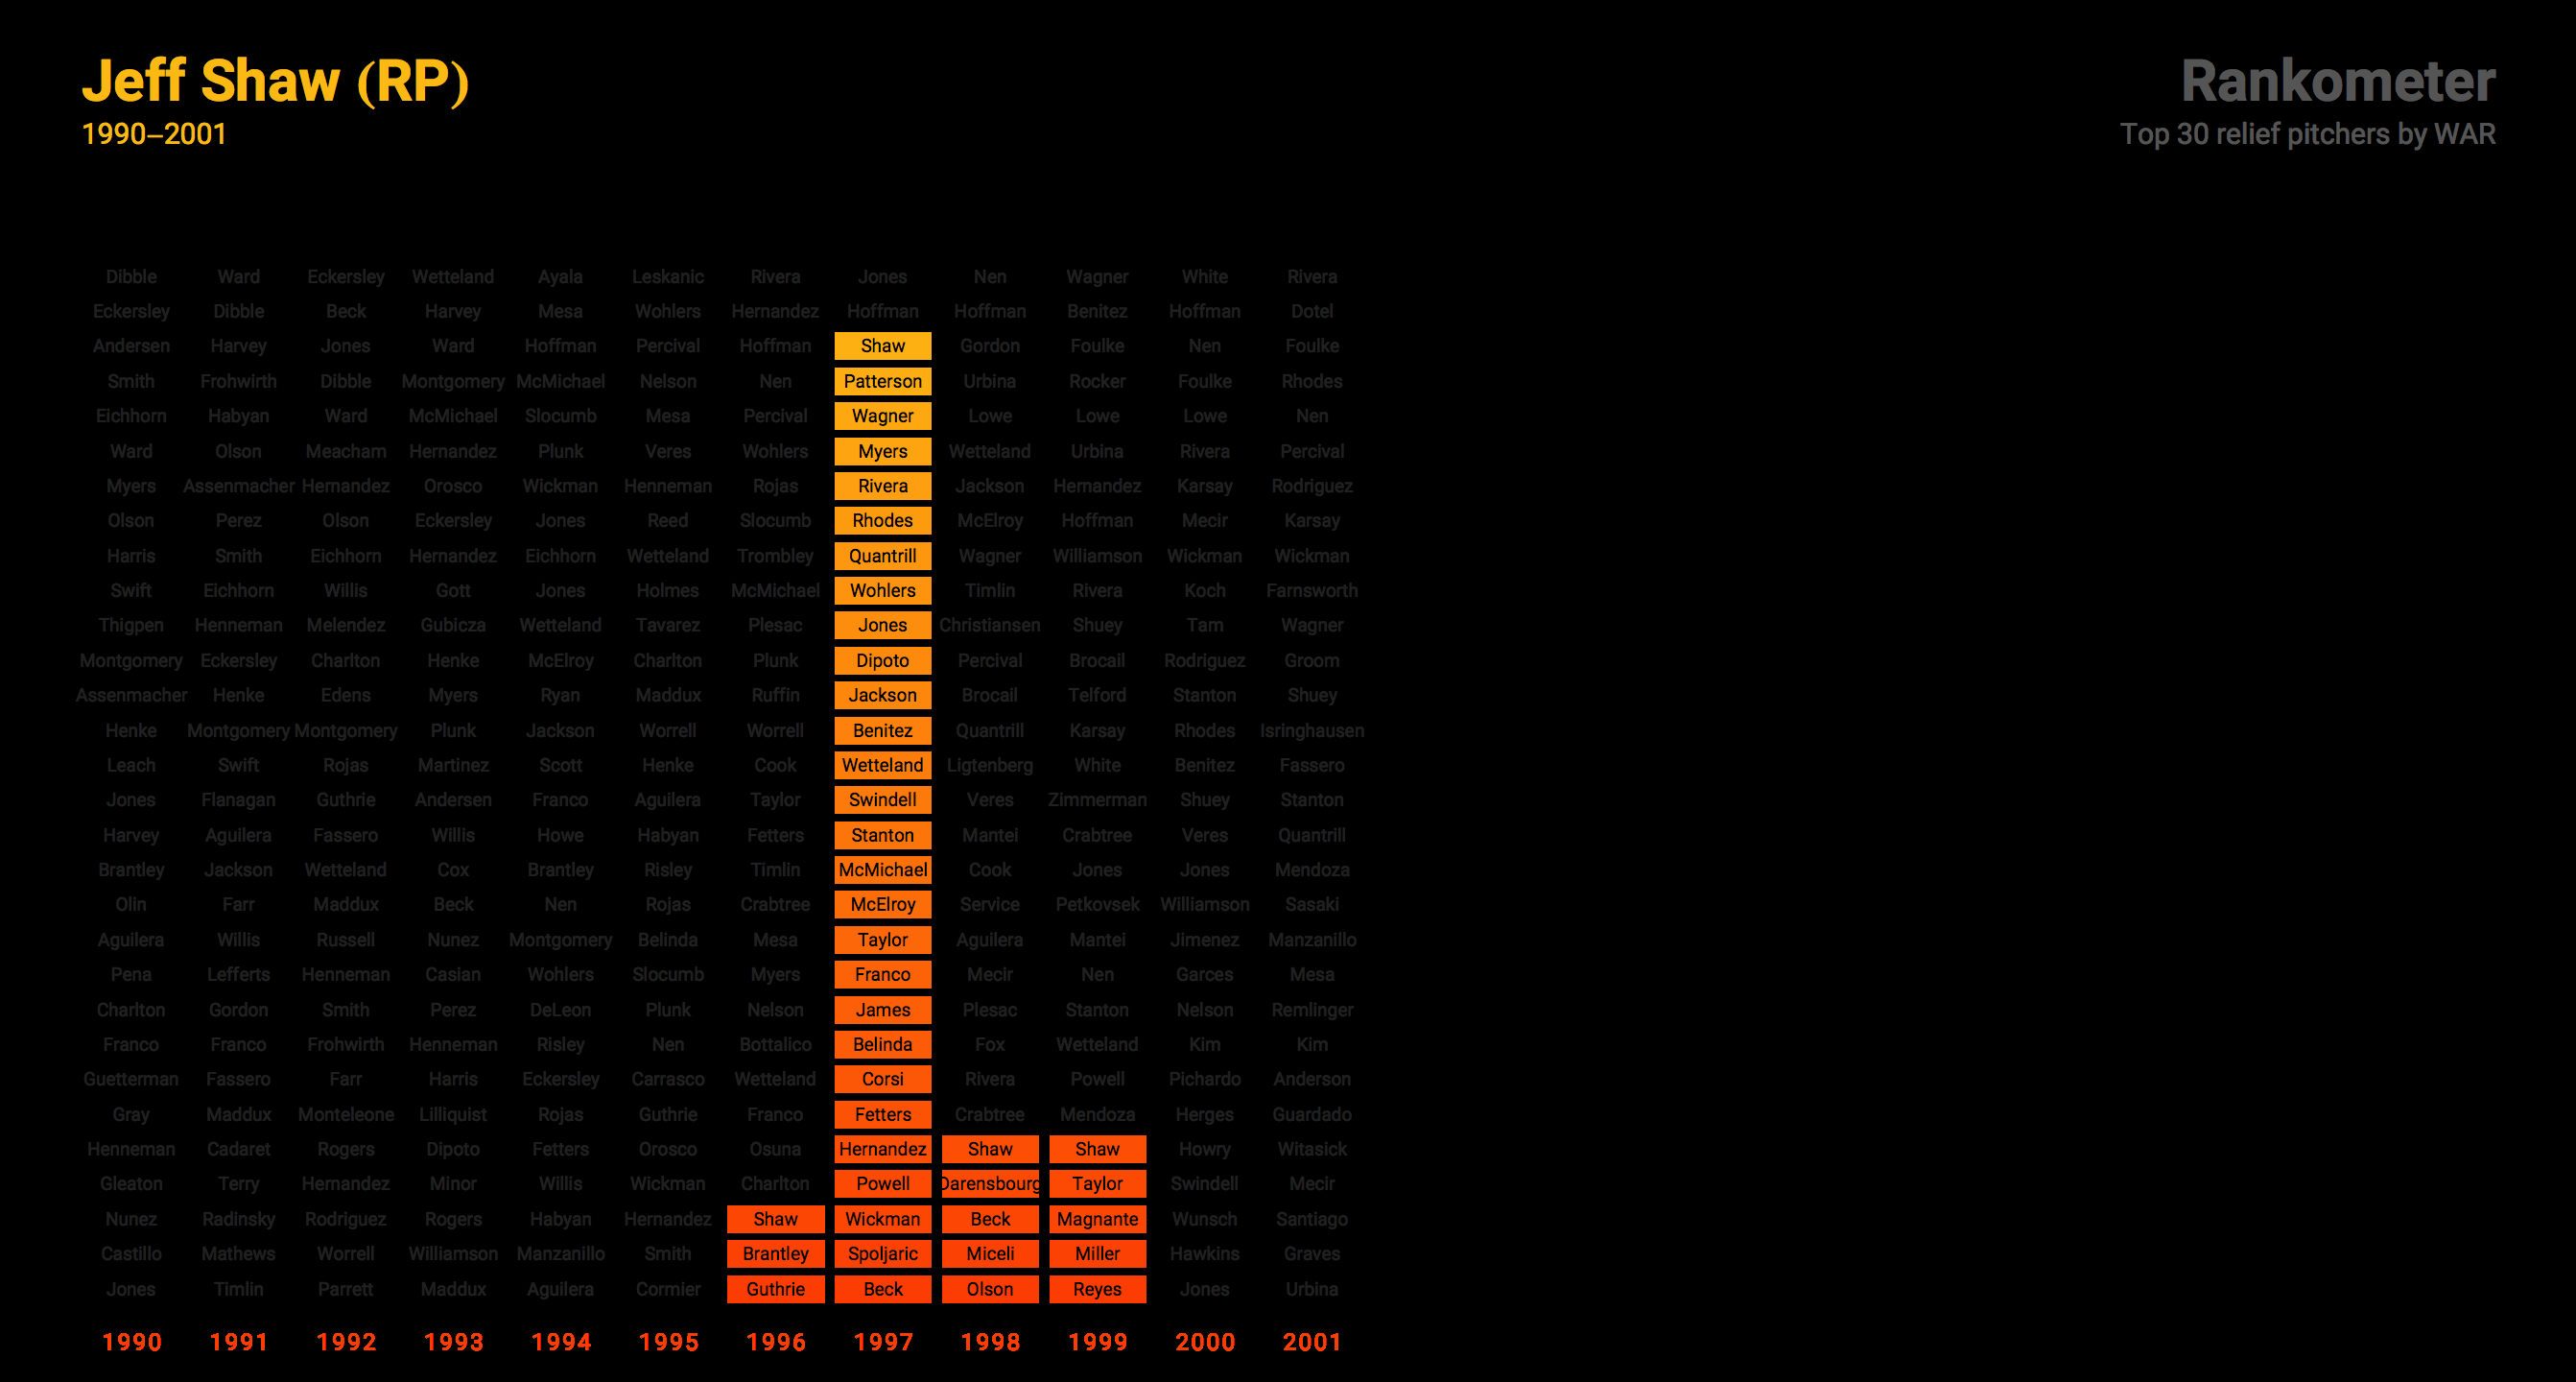 Jeff Shaw (RP)
1990–2001
Rankometer
Top 30 relief pitchers by WAR
Dibble Ward Eckersley Wetteland Ayala Leskanic Rivera Jones Nen Wagner White Rivera
Eckersley Dibble Beck Harvey Mesa Wohlers Hernandez Hoffman Hoffman Benitez Hoffman Dotel
Andersen Harvey Jones Ward Hoffman Percival Hoffman Shaw Gordon Foulke Nen Foulke
Smith Frohwirth Dibble Montgomery McMichael Nelson Nen Patterson Urbina Rocker Foulke Rhodes
Eichhorn Habyan Ward McMichael Slocumb Mesa Percival Wagner Lowe Lowe Lowe Nen
Ward Olson Meacham Hernandez Plunk Veres Wohlers Myers Wetteland Urbina Rivera Percival
Myers Assenmacher Hernandez Orosco Wickman Henneman Rojas Rivera Jackson Hernandez Karsay Rodriguez
Olson Perez Olson Eckersley Jones Reed Slocumb Rhodes McElroy Hoffman Mecir Karsay
Harris Smith Eichhorn Hernandez Eichhorn Wetteland Trombley Quantrill Wagner Williamson Wickman Wickman
Swift Eichhorn Willis Gott Jones Holmes McMichael Wohlers Timlin Rivera Koch Farnsworth
Thigpen Henneman Melendez Gubicza Wetteland Tavarez Plesac Jones Christiansen Shuey Tam Wagner
Montgomery Eckersley Charlton Henke McElroy Charlton Plunk Dipoto Percival Brocail Rodriguez Groom
Assenmacher Henke Edens Myers Ryan Maddux Ruffin Jackson Brocail Telford Stanton Shuey
Henke Montgomery Montgomery Plunk Jackson Worrell Worrell Benitez Quantrill Karsay Rhodes Isringhausen
Leach Swift Rojas Martinez Scott Henke Cook Wetteland Ligtenberg White Benitez Fassero
Jones Flanagan Guthrie Andersen Franco Aguilera Taylor Swindell Veres Zimmerman Shuey Stanton
Harvey Aguilera Fassero Willis Howe Habyan Fetters Stanton Mantei Crabtree Veres Quantrill
Brantley Jackson Wetteland Cox Brantley Risley Timlin McMichael Cook Jones Jones Mendoza
Olin Farr Maddux Beck Nen Rojas Crabtree McElroy Service Petkovsek Williamson Sasaki
Aguilera Willis Russell Nunez Montgomery Belinda Mesa Taylor Aguilera Mantei Jimenez Manzanillo
Pena Lefferts Henneman Casian Wohlers Slocumb Myers Franco Mecir Nen Garces Mesa
Charlton Gordon Smith Perez DeLeon Plunk Nelson James Plesac Stanton Nelson Remlinger
Franco Franco Frohwirth Henneman Risley Nen Bottalico Belinda Fox Wetteland Kim Kim
Guetterman Fassero Farr Harris Eckersley Carrasco Wetteland Corsi Rivera Powell Pichardo Anderson
Gray Maddux Monteleone Lilliquist Rojas Guthrie Franco Fetters Crabtree Mendoza Herges Guardado
Henneman Cadaret Rogers Dipoto Fetters Orosco Osuna Hernandez Shaw Shaw Howry Witasick
Gleaton Terry Hernandez Minor Willis Wickman Charlton Powell Darensbourg Taylor Swindell Mecir
Nunez Radinsky Rodriguez Rogers Habyan Hernandez Shaw Wickman Beck Magnante Wunsch Santiago
Castillo Mathews Worrell Williamson Manzanillo Smith Brantley Spoljaric Miceli Miller Hawkins Graves
Jones Timlin Parrett Maddux Aguilera Cormier Guthrie Beck Olson Reyes Jones Urbina
1990 1991 1992 1993 1994 1995 1996 1997 1998 1999 2000 2001